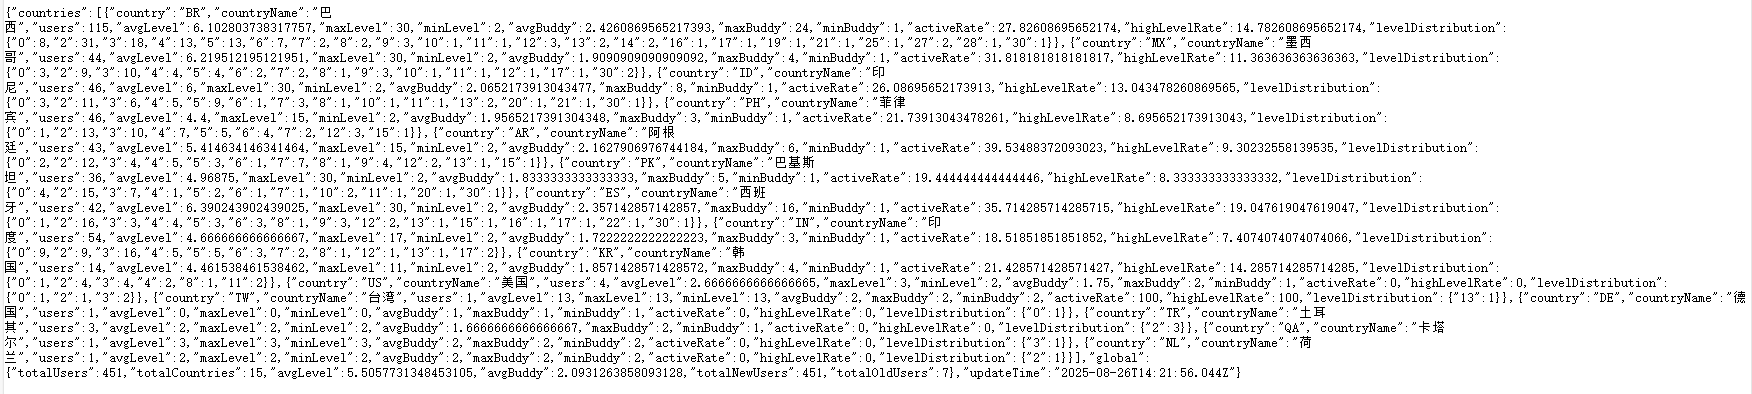 {"countries":[{"country":"BR","countryName":"巴
西","users":115,"avgLevel":6.102803738317757,"maxLevel":30,"minLevel":2,"avgBuddy":2.4260869565217393,"maxBuddy":24,"minBuddy":1,"activeRate":27.82608695652174,"highLevelRate":14.782608695652174,"levelDistribution":
{"0":8,"2":31,"3":18,"4":13,"5":13,"6":7,"7":2,"8":2,"9":3,"10":1,"11":1,"12":3,"13":2,"14":2,"16":1,"17":1,"19":1,"21":1,"25":1,"27":2,"28":1,"30":1}},{"country":"MX","countryName":"墨西
哥","users":44,"avgLevel":6.219512195121951,"maxLevel":30,"minLevel":2,"avgBuddy":1.9090909090909092,"maxBuddy":4,"minBuddy":1,"activeRate":31.818181818181817,"highLevelRate":11.363636363636363,"levelDistribution":
{"0":3,"2":9,"3":10,"4":4,"5":4,"6":2,"7":2,"8":1,"9":3,"10":1,"11":1,"12":1,"17":1,"30":2}},{"country":"ID","countryName":"印
尼","users":46,"avgLevel":6,"maxLevel":30,"minLevel":2,"avgBuddy":2.0652173913043477,"maxBuddy":8,"minBuddy":1,"activeRate":26.08695652173913,"highLevelRate":13.043478260869565,"levelDistribution":
{"0":3,"2":11,"3":6,"4":5,"5":9,"6":1,"7":3,"8":1,"10":1,"11":1,"13":2,"20":1,"21":1,"30":1}},{"country":"PH","countryName":"菲律
宾","users":46,"avgLevel":4.4,"maxLevel":15,"minLevel":2,"avgBuddy":1.9565217391304348,"maxBuddy":3,"minBuddy":1,"activeRate":21.73913043478261,"highLevelRate":8.695652173913043,"levelDistribution":
{"0":1,"2":13,"3":10,"4":7,"5":5,"6":4,"7":2,"12":3,"15":1}},{"country":"AR","countryName":"阿根
廷","users":43,"avgLevel":5.414634146341464,"maxLevel":15,"minLevel":2,"avgBuddy":2.1627906976744184,"maxBuddy":6,"minBuddy":1,"activeRate":39.53488372093023,"highLevelRate":9.30232558139535,"levelDistribution":
{"0":2,"2":12,"3":4,"4":5,"5":3,"6":1,"7":7,"8":1,"9":4,"12":2,"13":1,"15":1}},{"country":"PK","countryName":"巴基斯
坦","users":36,"avgLevel":4.96875,"maxLevel":30,"minLevel":2,"avgBuddy":1.8333333333333333,"maxBuddy":5,"minBuddy":1,"activeRate":19.444444444444446,"highLevelRate":8.333333333333332,"levelDistribution":
{"0":4,"2":15,"3":7,"4":1,"5":2,"6":1,"7":1,"10":2,"11":1,"20":1,"30":1}},{"country":"ES","countryName":"西班
牙","users":42,"avgLevel":6.390243902439025,"maxLevel":30,"minLevel":2,"avgBuddy":2.357142857142857,"maxBuddy":16,"minBuddy":1,"activeRate":35.714285714285715,"highLevelRate":19.047619047619047,"levelDistribution":
{"0":1,"2":16,"3":3,"4":4,"5":3,"6":3,"8":1,"9":3,"12":2,"13":1,"15":1,"16":1,"17":1,"22":1,"30":1}},{"country":"IN","countryName":"印
度","users":54,"avgLevel":4.666666666666667,"maxLevel":17,"minLevel":2,"avgBuddy":1.7222222222222223,"maxBuddy":3,"minBuddy":1,"activeRate":18.51851851851852,"highLevelRate":7.4074074074074066,"levelDistribution":
{"0":9,"2":9,"3":16,"4":5,"5":5,"6":3,"7":2,"8":1,"12":1,"13":1,"17":2}},{"country":"KR","countryName":"韩
国","users":14,"avgLevel":4.461538461538462,"maxLevel":11,"minLevel":2,"avgBuddy":1.8571428571428572,"maxBuddy":4,"minBuddy":1,"activeRate":21.428571428571427,"highLevelRate":14.285714285714285,"levelDistribution":
{"0":1,"2":4,"3":4,"4":2,"8":1,"11":2}},{"country":"US","countryName":"美国","users":4,"avgLevel":2.6666666666666665,"maxLevel":3,"minLevel":2,"avgBuddy":1.75,"maxBuddy":2,"minBuddy":1,"activeRate":0,"highLevelRate":0,"levelDistribution":
{"0":1,"2":1,"3":2}},{"country":"TW","countryName":"台湾","users":1,"avgLevel":13,"maxLevel":13,"minLevel":13,"avgBuddy":2,"maxBuddy":2,"minBuddy":2,"activeRate":100,"highLevelRate":100,"levelDistribution":{"13":1}},{"country":"DE","countryName":"德
国","users":1,"avgLevel":0,"maxLevel":0,"minLevel":0,"avgBuddy":1,"maxBuddy":1,"minBuddy":1,"activeRate":0,"highLevelRate":0,"levelDistribution":{"0":1}},{"country":"TR","countryName":"土耳
其","users":3,"avgLevel":2,"maxLevel":2,"minLevel":2,"avgBuddy":1.6666666666666667,"maxBuddy":2,"minBuddy":1,"activeRate":0,"highLevelRate":0,"levelDistribution":{"2":3}},{"country":"QA","countryName":"卡塔
尔","users":1,"avgLevel":3,"maxLevel":3,"minLevel":3,"avgBuddy":2,"maxBuddy":2,"minBuddy":2,"activeRate":0,"highLevelRate":0,"levelDistribution":{"3":1}},{"country":"NL","countryName":"荷
兰","users":1,"avgLevel":2,"maxLevel":2,"minLevel":2,"avgBuddy":2,"maxBuddy":2,"minBuddy":2,"activeRate":0,"highLevelRate":0,"levelDistribution":{"2":1}}],"global":
{"totalUsers":451,"totalCountries":15,"avgLevel":5.5057731348453105,"avgBuddy":2.0931263858093128,"totalNewUsers":451,"totalOldUsers":7},"updateTime":"2025-08-26T14:21:56.044Z"}